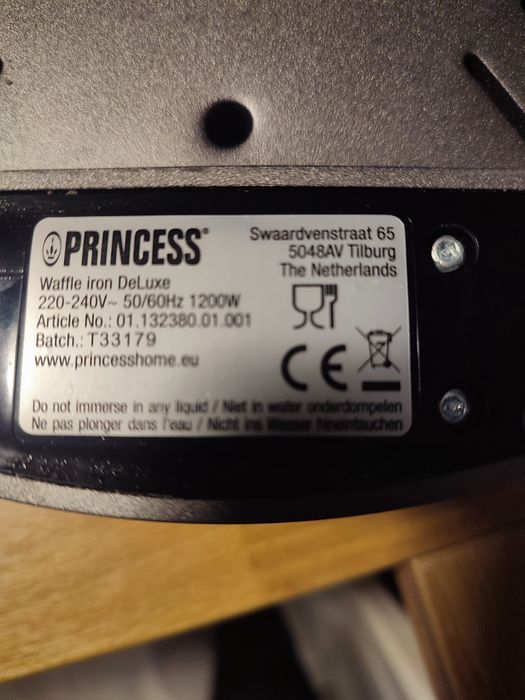 PRINCESS®
Waffle iron DeLuxe
220-240V~ 50/60Hz 1200W
Article No.: 01.132380.01.001
Batch.: T33179
www.princesshome.eu
Swaardvenstraat 65
5048AV Tilburg
The Netherlands
CE
Do not immerse in any liquid / Niet in water onderdompelen
Ne pas plonger dans l'eau / Nicht ins Wasser hineintauchen